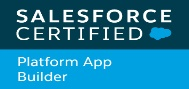 SALESFORCE
CERTIFIED
Platform App
Builder